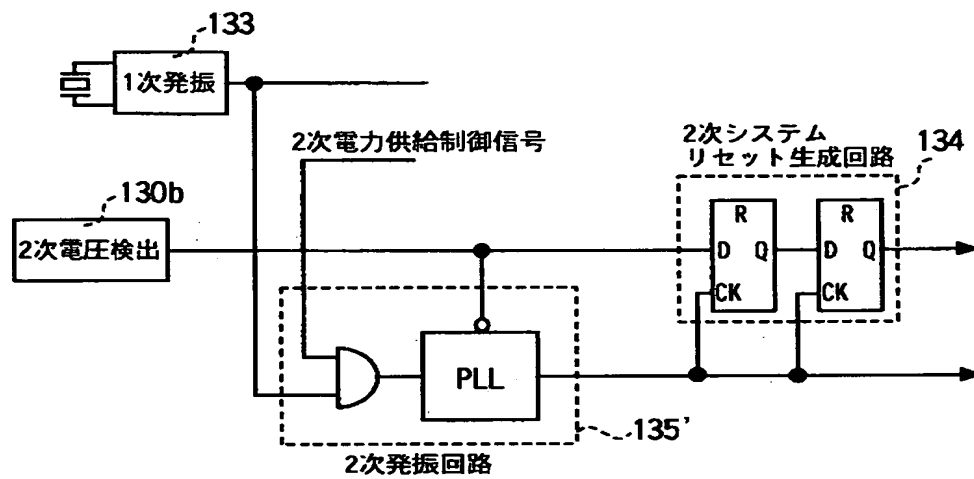 133
1次発振
2次電力供給制御信号
2次システム
リセット生成回路
134
130b
2次電圧検出
R
R
D
Q
D
Q
CK
CK
PLL
135'
2次発振回路